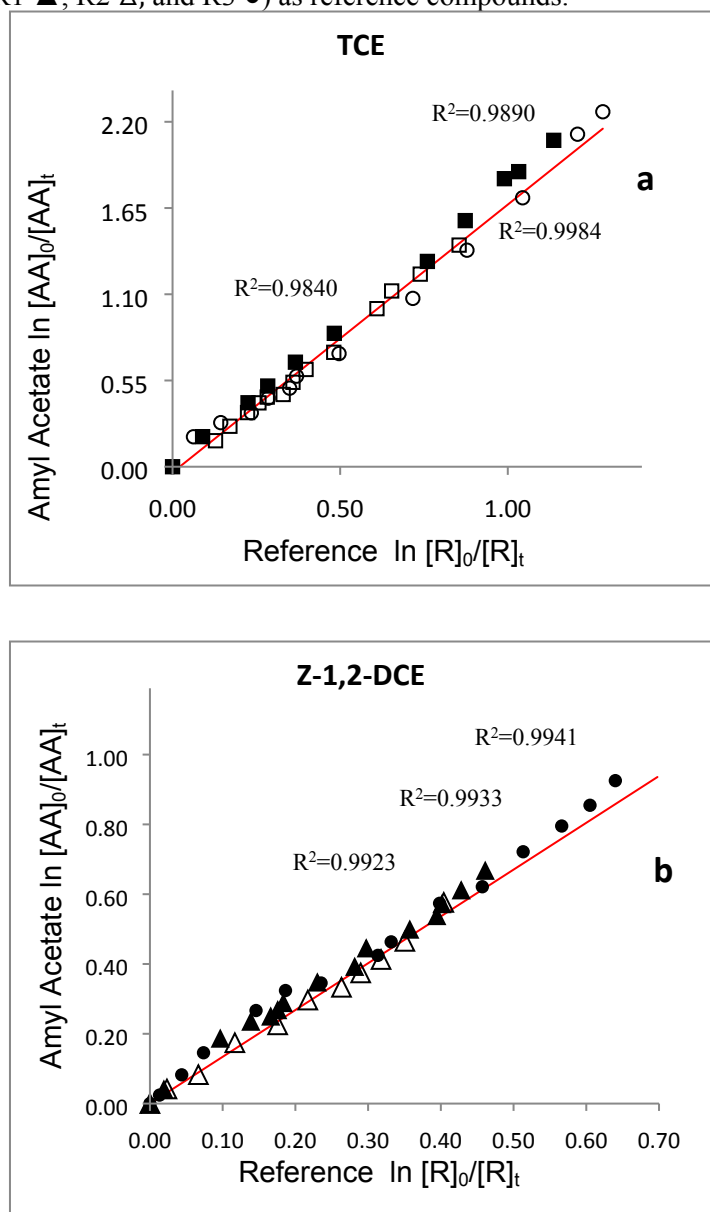 R1 ▲, R2 Δ, and R3 ●) as reference compounds.
TCE
R²=0.9890
2.20
a
1.65
R²=0.9984
R²=0.9840
1.10
0.55
0.00
Amyl Acetate ln [AA]₀/[AA]ₜ
0.00 0.50 1.00
Reference ln [R]₀/[R]ₜ
Z-1,2-DCE
R²=0.9941
1.00
R²=0.9933
0.80
R²=0.9923
b
0.60
0.40
0.20
0.00
Amyl Acetate ln [AA]₀/[AA]ₜ
0.00 0.10 0.20 0.30 0.40 0.50 0.60 0.70
Reference ln [R]₀/[R]ₜ